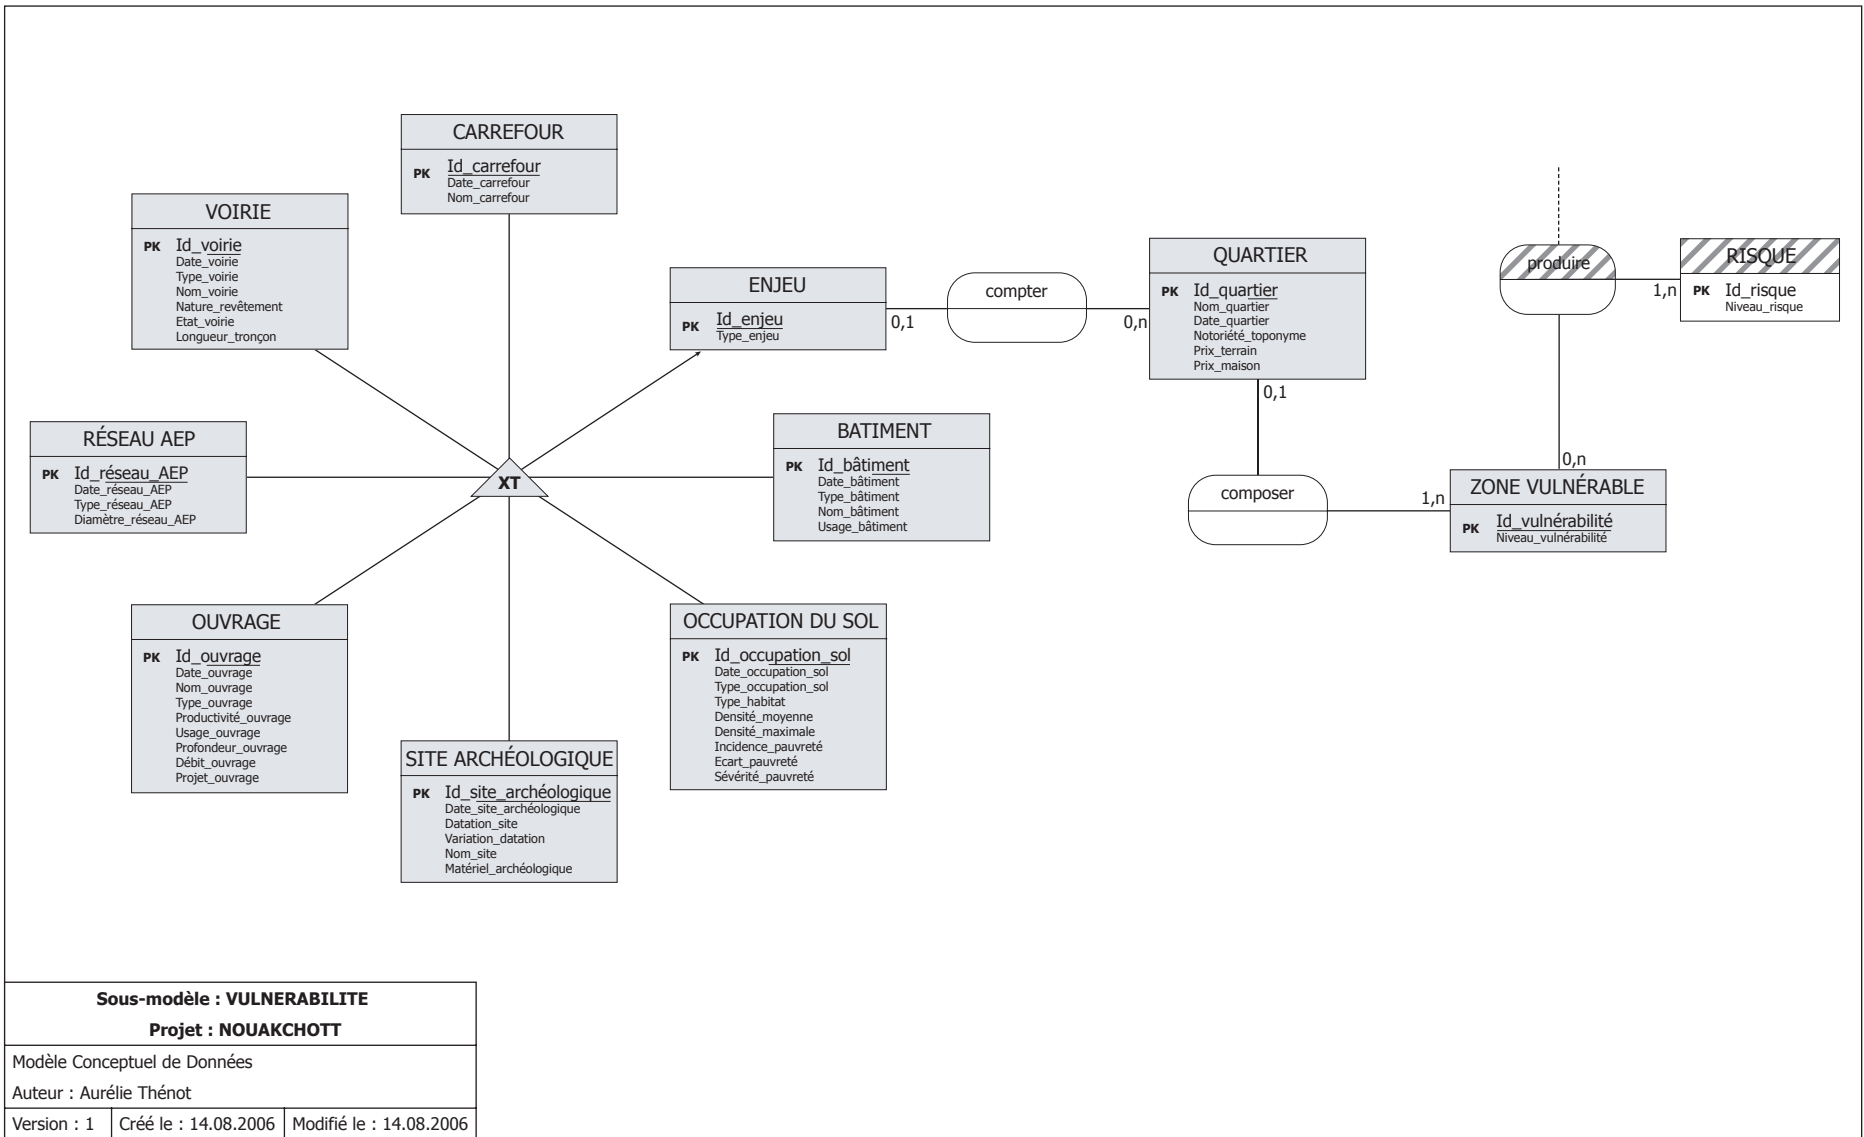 CARREFOUR
PK Id_carrefour
Date_carrefour
Nom_carrefour
VOIRIE
PK Id_voirie
Date_voirie
Type_voirie
Nom_voirie
Nature_revêtement
Etat_voirie
Longueur_tronçon
ENJEU
PK Id_enjeu
Type_enjeu
0,1
compter
0,n
QUARTIER
PK Id_quartier
Nom_quartier
Date_quartier
Notoriété_toponyme
Prix_terrain
Prix_maison
0,1
produire
1,n
RISQUE
PK Id_risque
Niveau_risque
RÉSEAU AEP
PK Id_réseau_AEP
Date_réseau_AEP
Type_réseau_AEP
Diamètre_réseau_AEP
XT
BATIMENT
PK Id_bâtiment
Date_bâtiment
Type_bâtiment
Nom_bâtiment
Usage_bâtiment
composer
1,n
0,n
ZONE VULNÉRABLE
PK Id_vulnérabilité
Niveau_vulnérabilité
OUVRAGE
PK Id_ouvrage
Date_ouvrage
Nom_ouvrage
Type_ouvrage
Productivité_ouvrage
Usage_ouvrage
Profondeur_ouvrage
Débit_ouvrage
Projet_ouvrage
SITE ARCHÉOLOGIQUE
PK Id_site_archéologique
Date_site_archéologique
Datation_site
Variation_datation
Nom_site
Matériel_archéologique
OCCUPATION DU SOL
PK Id_occupation_sol
Date_occupation_sol
Type_occupation_sol
Type_habitat
Densité_moyenne
Densité_maximale
Incidence_pauvreté
Ecart_pauvreté
Sévérité_pauvreté
Sous-modèle : VULNERABILITE
Projet : NOUAKCHOTT
Modèle Conceptuel de Données
Auteur : Aurélie Thénot
Version : 1 Créé le : 14.08.2006 Modifié le : 14.08.2006